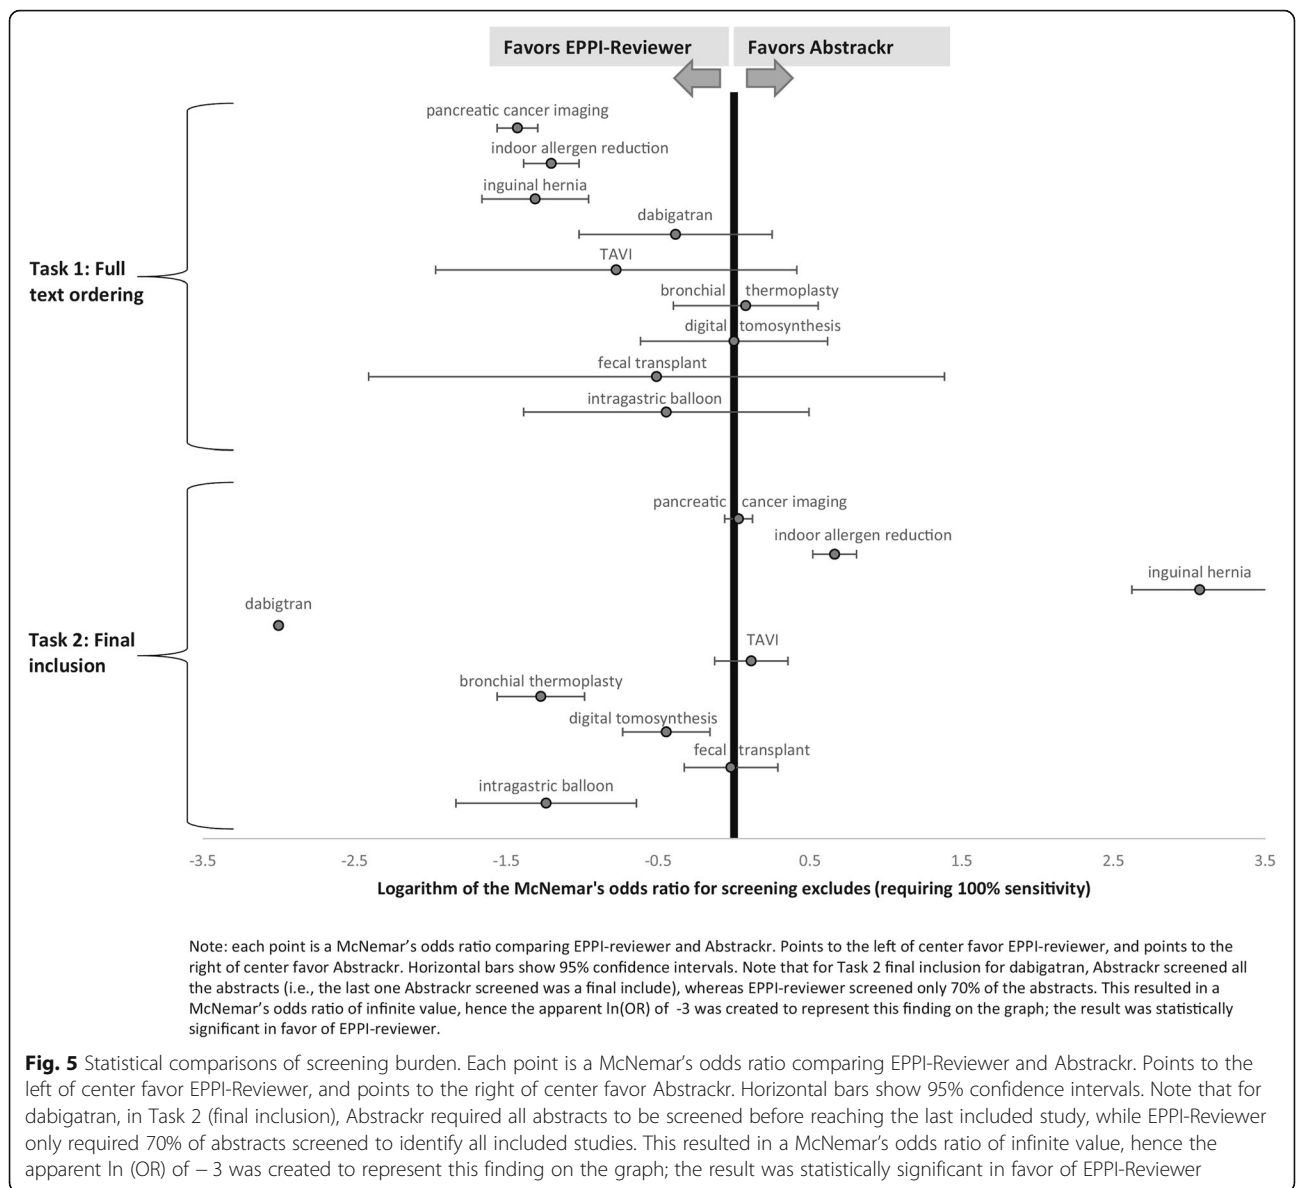 Favors EPPI-Reviewer
Favors Abstrackr
pancreatic cancer imaging
indoor allergen reduction
inguinal hernia
dabigatran
TAVI
bronchial thermoplasty
digital tomosynthesis
fecal transplant
intragastric balloon
Task 1: Full
text ordering
pancreatic cancer imaging
indoor allergen reduction
inguinal hernia
dabigtran
TAVI
bronchial thermoplasty
digital tomosynthesis
fecal transplant
intragastric balloon
Task 2: Final
inclusion
-3.5 -2.5 -1.5 -0.5 0.5 1.5 2.5 3.5
Logarithm of the McNemar's odds ratio for screening excludes (requiring 100% sensitivity)
Note: each point is a McNemar's odds ratio comparing EPPI-reviewer and Abstrackr. Points to the left of center favor EPPI-reviewer, and points to the
right of center favor Abstrackr. Horizontal bars show 95% confidence intervals. Note that for Task 2 final inclusion for dabigatran, Abstrackr screened all
the abstracts (i.e., the last one Abstrackr screened was a final include), whereas EPPI-reviewer screened only 70% of the abstracts. This resulted in a
McNemar's odds ratio of infinite value, hence the apparent ln(OR) of -3 was created to represent this finding on the graph; the result was statistically
significant in favor of EPPI-reviewer.
Fig. 5 Statistical comparisons of screening burden. Each point is a McNemar's odds ratio comparing EPPI-Reviewer and Abstrackr. Points to the
left of center favor EPPI-Reviewer, and points to the right of center favor Abstrackr. Horizontal bars show 95% confidence intervals. Note that for
dabigatran, in Task 2 (final inclusion), Abstrackr required all abstracts to be screened before reaching the last included study, while EPPI-Reviewer
only required 70% of abstracts screened to identify all included studies. This resulted in a McNemar's odds ratio of infinite value, hence the
apparent ln (OR) of − 3 was created to represent this finding on the graph; the result was statistically significant in favor of EPPI-Reviewer